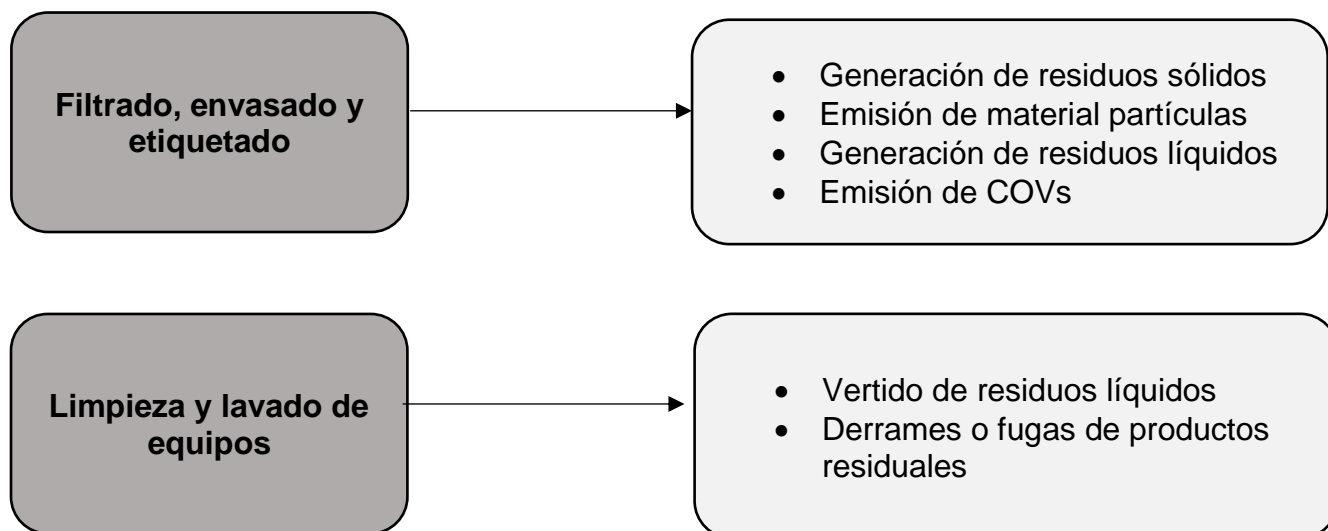 Filtrado, envasado y
etiquetado
• Generación de residuos sólidos
• Emisión de material partículas
• Generación de residuos líquidos
• Emisión de COVs
Limpieza y lavado de
equipos
• Vertido de residuos líquidos
• Derrames o fugas de productos
residuales